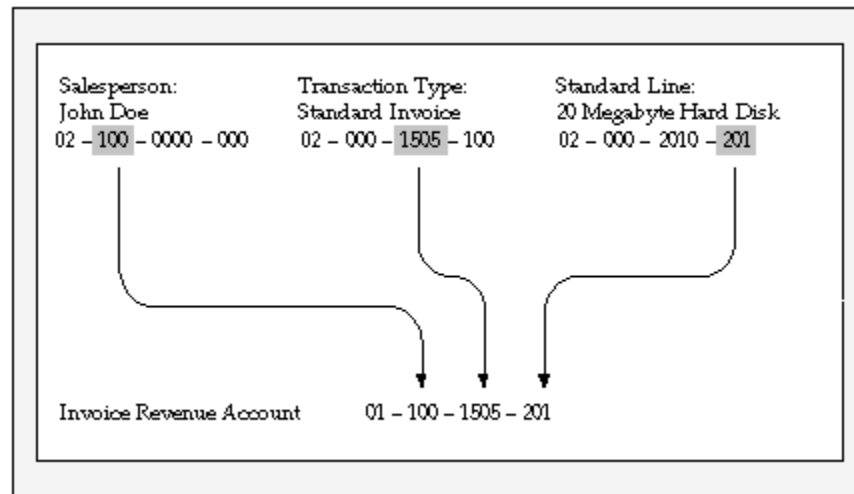 Salesperson:
John Doe
02 – 100 – 0000 – 000
Transaction Type:
Standard Invoice
02 – 000 – 1505 – 100
Standard Line:
20 Megabyte Hard Disk
02 – 000 – 2010 – 201
Invoice Revenue Account
01 – 100 – 1505 – 201